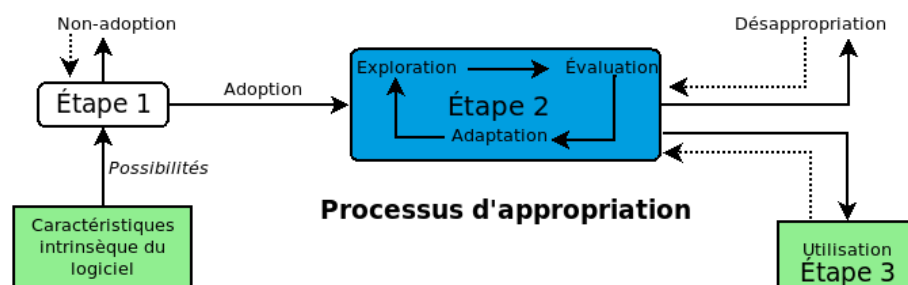 Non-adoption
Désappropriation
Exploration
Évaluation
Étape 1
Adoption
Étape 2
Adaptation
Possibilités
Processus d'appropriation
Caractéristiques
intrinsèque du
logiciel
Utilisation
Étape 3